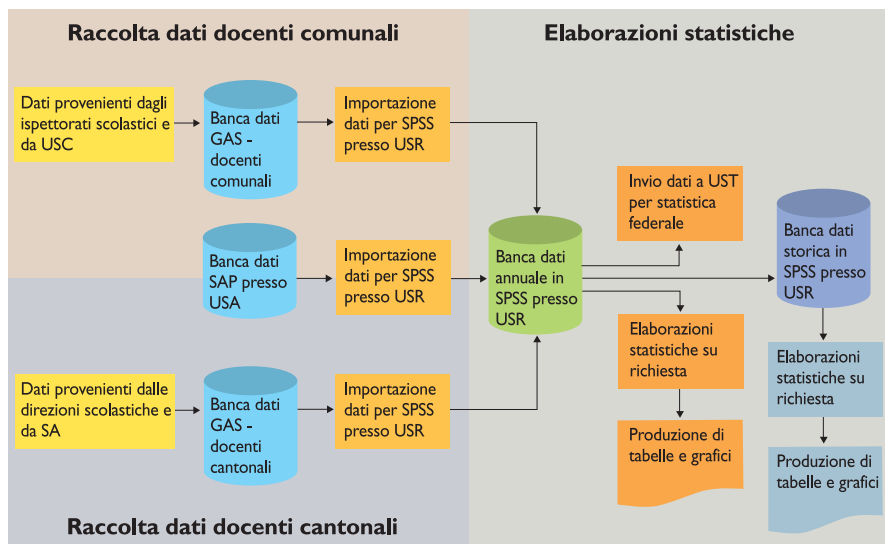 Raccolta dati docenti comunali
Dati provenienti dagli
ispettorati scolastici e
da USC
Banca dati
GAS -
docenti
comunali
Importazione
dati per SPSS
presso USR
Banca dati
SAP presso
USA
Importazione
dati per SPSS
presso USR
Dati provenienti dalle
direzioni scolastiche e
da SA
Banca dati
GAS -
docenti
cantonali
Importazione
dati per SPSS
presso USR
Raccolta dati docenti cantonali
Elaborazioni statistiche
Banca dati
annuale in
SPSS presso
USR
Invio dati a UST
per statistica
federale
Elaborazioni
statistiche su
richiesta
Produzione di
tabelle e grafici
Banca dati
storica in
SPSS presso
USR
Elaborazioni
statistiche su
richiesta
Produzione di
tabelle e grafici